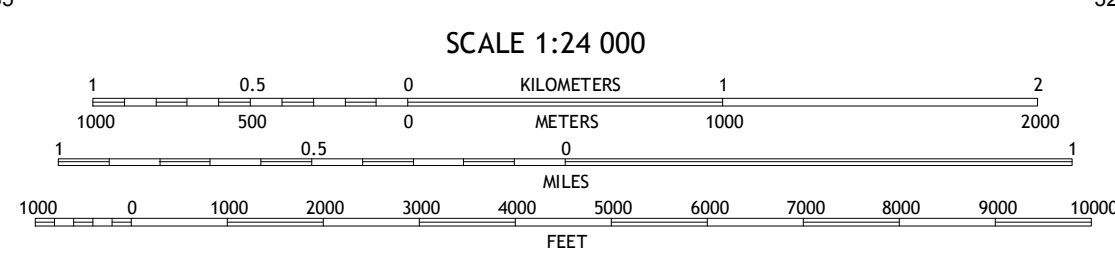 SCALE 1:24 000
1 0.5 0 KILOMETERS 1 2
1000 500 0 METERS 1000 2000
1 0.5 0 1
MILES
1000 0 1000 2000 3000 4000 5000 6000 7000 8000 9000 10000
FEET